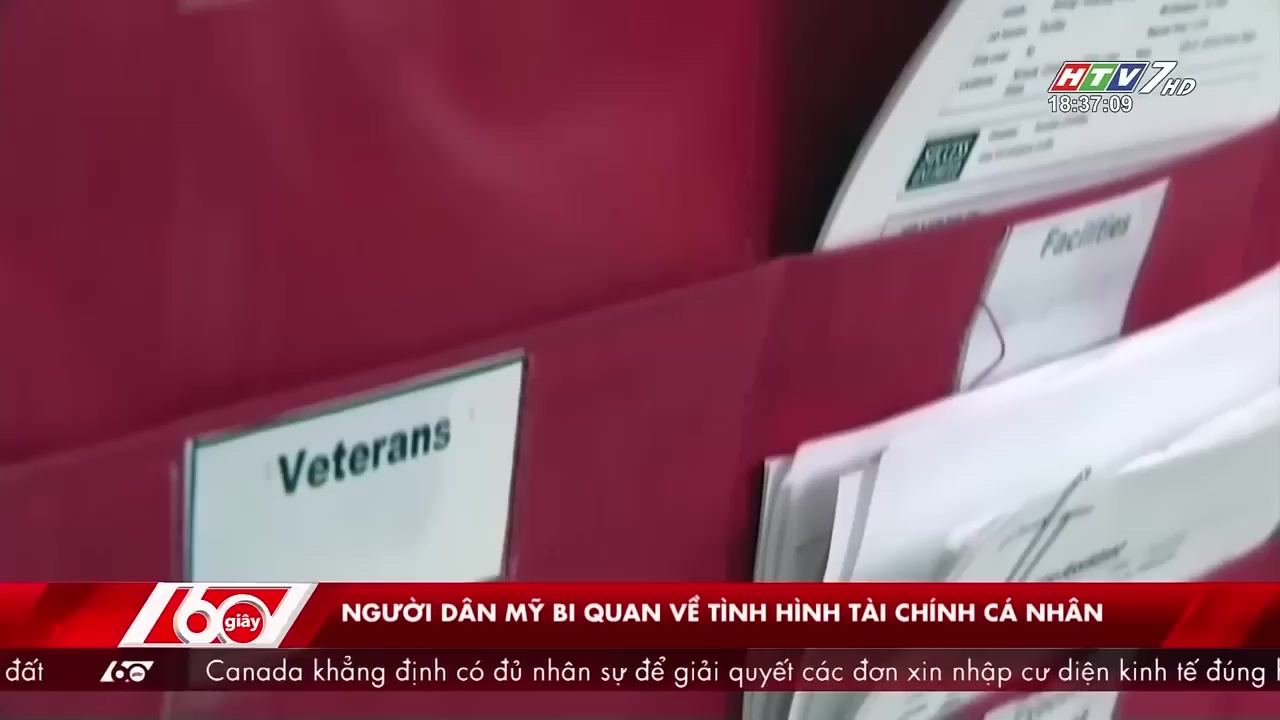 HTV7 HD
18:37:09
SUCCESS
Facilities
Veterans
60 giây
NGƯỜI DÂN MỸ BI QUAN VỀ TÌNH HÌNH TÀI CHÍNH CÁ NHÂN
đất 60 Canada khẳng định có đủ nhân sự để giải quyết các đơn xin nhập cư diện kinh tế đúng